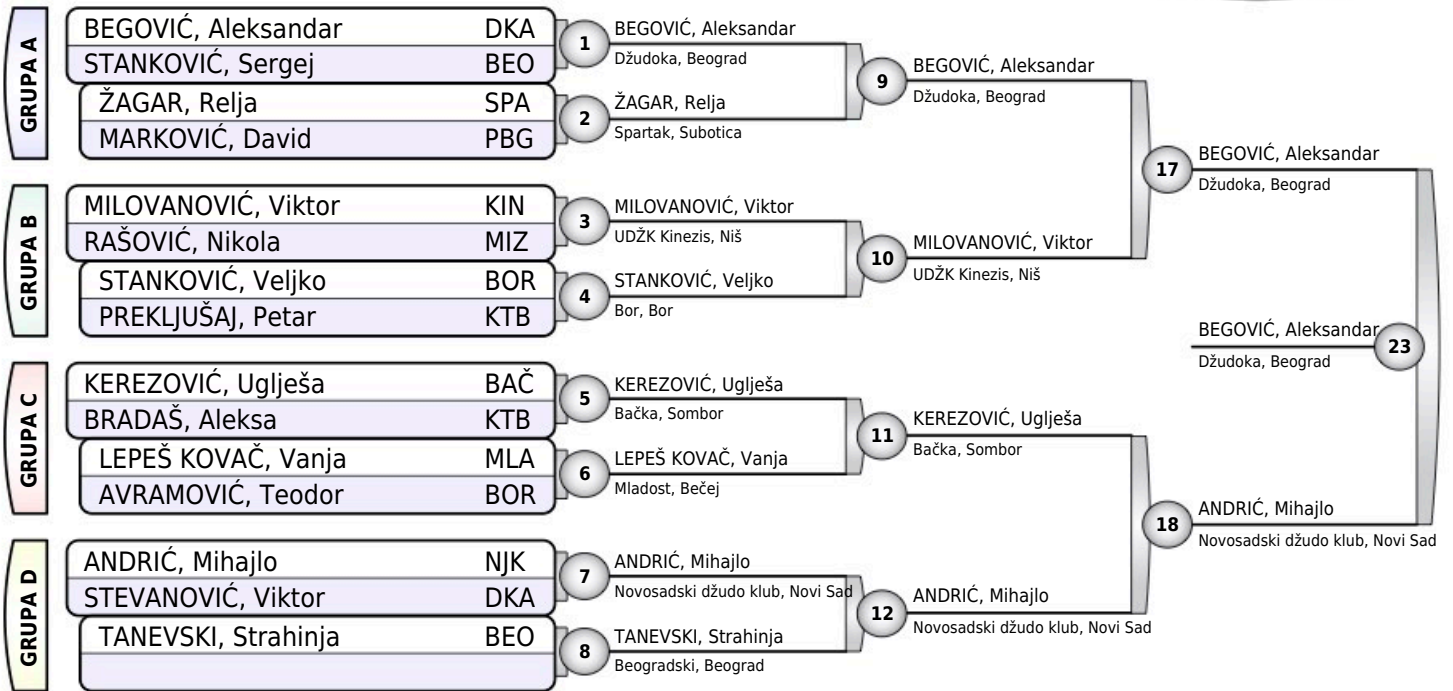 GRUPA A
BEGOVIĆ, Aleksandar DKA
STANKOVIĆ, Sergej BEO
ŽAGAR, Relja SPA
MARKOVIĆ, David PBG
GRUPA B
MILOVANOVIĆ, Viktor KIN
RAŠOVIĆ, Nikola MIZ
STANKOVIĆ, Veljko BOR
PREKLJUŠAJ, Petar KTB
GRUPA C
KEREZOVIĆ, Uglješa BAČ
BRADAŠ, Aleksa KTB
LEPEŠ KOVAČ, Vanja MLA
AVRAMOVIĆ, Teodor BOR
GRUPA D
ANDRIĆ, Mihajlo NJK
STEVANOVIĆ, Viktor DKA
TANEVSKI, Strahinja BEO
1
BEGOVIĆ, Aleksandar
Džudoka, Beograd
2
ŽAGAR, Relja
Spartak, Subotica
3
MILOVANOVIĆ, Viktor
UDŽK Kinezis, Niš
4
STANKOVIĆ, Veljko
Bor, Bor
5
KEREZOVIĆ, Uglješa
Bačka, Sombor
6
LEPEŠ KOVAČ, Vanja
Mladost, Bečej
7
ANDRIĆ, Mihajlo
Novosadski džudo klub, Novi Sad
8
TANEVSKI, Strahinja
Beogradski, Beograd
9
BEGOVIĆ, Aleksandar
Džudoka, Beograd
10
MILOVANOVIĆ, Viktor
UDŽK Kinezis, Niš
11
KEREZOVIĆ, Uglješa
Bačka, Sombor
12
ANDRIĆ, Mihajlo
Novosadski džudo klub, Novi Sad
17
BEGOVIĆ, Aleksandar
Džudoka, Beograd
18
ANDRIĆ, Mihajlo
Novosadski džudo klub, Novi Sad
BEGOVIĆ, Aleksandar
Džudoka, Beograd
23